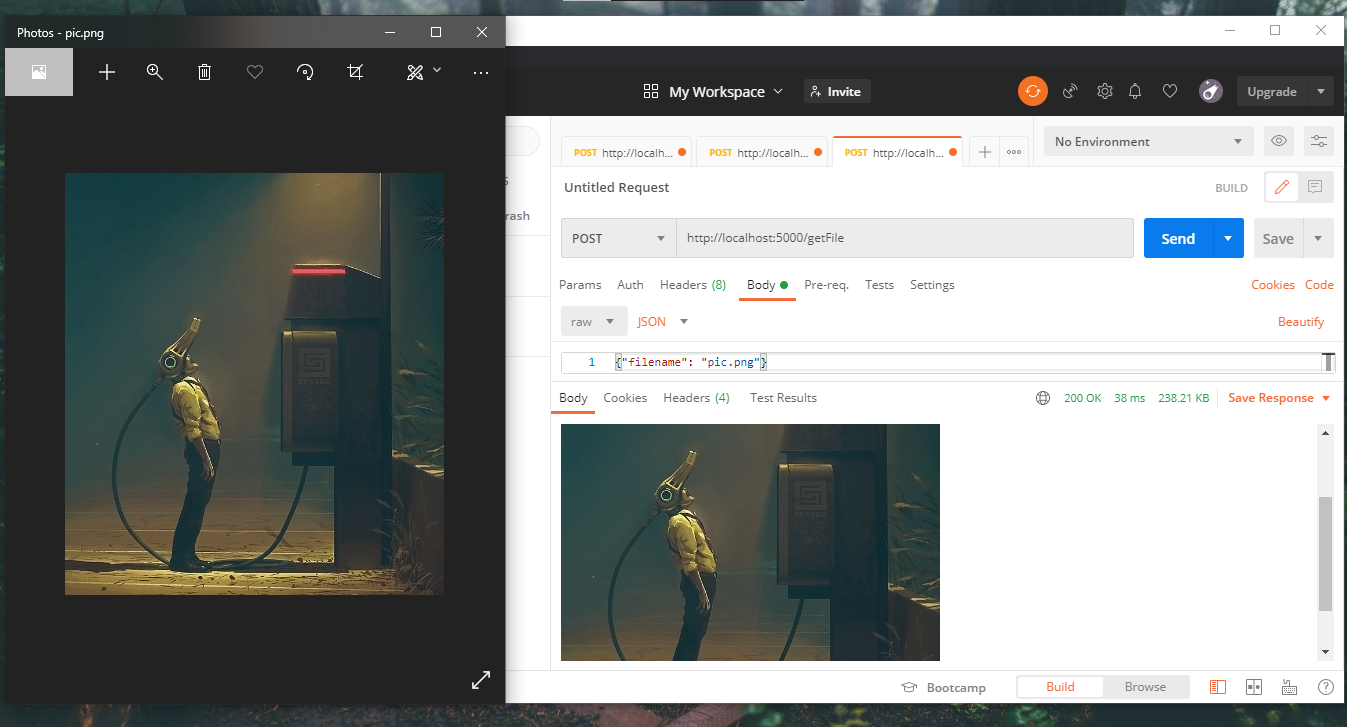 Photos - pic.png
My Workspace
Invite
Upgrade
POST http://localh...
POST http://localh...
POST http://localh...
No Environment
Untitled Request
BUILD
rash
POST
http://localhost:5000/getFile
Send
Save
Params Auth Headers (8) Body Pre-req. Tests Settings
Cookies Code
raw
JSON
Beautify
1 {"filename": "pic.png"}
Body Cookies Headers (4) Test Results
200 OK 38 ms 238.21 KB
Save Response
Bootcamp
Build
Browse